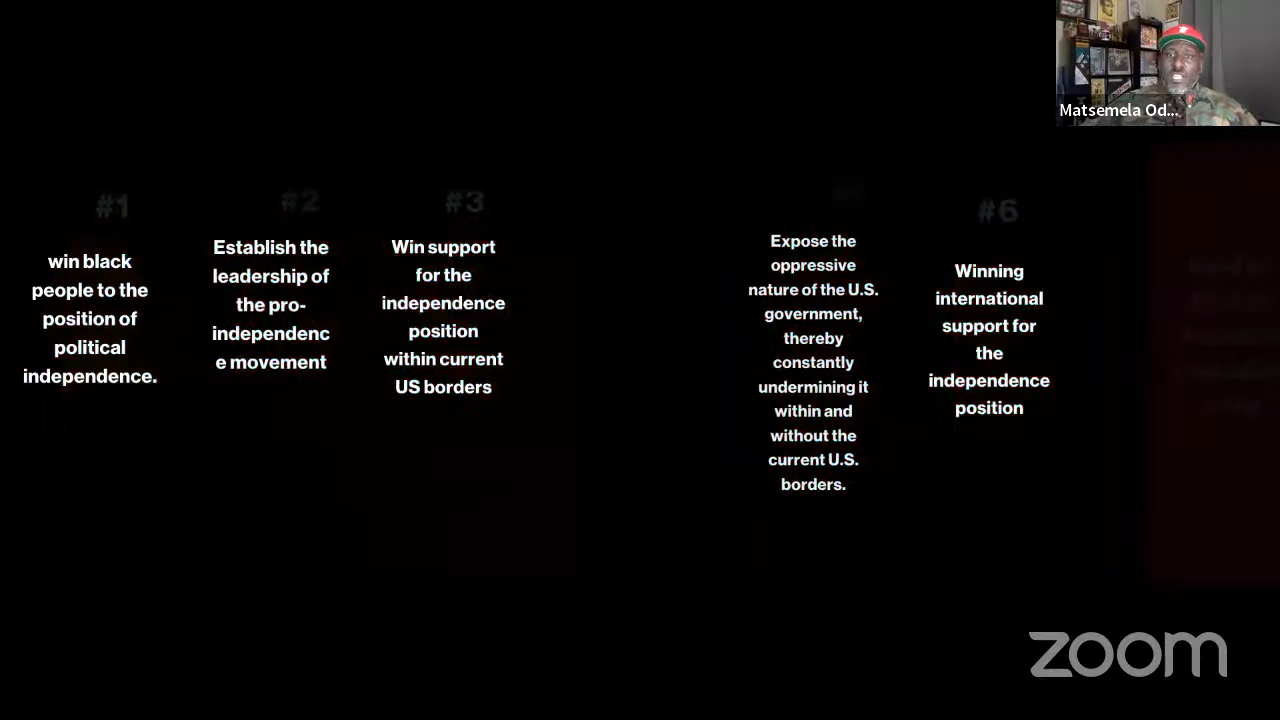 Matsemela Od...
#1
win black
people to the
position of
political
independence.
#2
Establish the
leadership of
the pro-
independenc
e movement
#3
Win support
for the
independence
position
within current
US borders
Expose the
oppressive
nature of the U.S.
government,
thereby
constantly
undermining it
within and
without the
current U.S.
borders.
#6
Winning
international
support for
the
independence
position
zoom